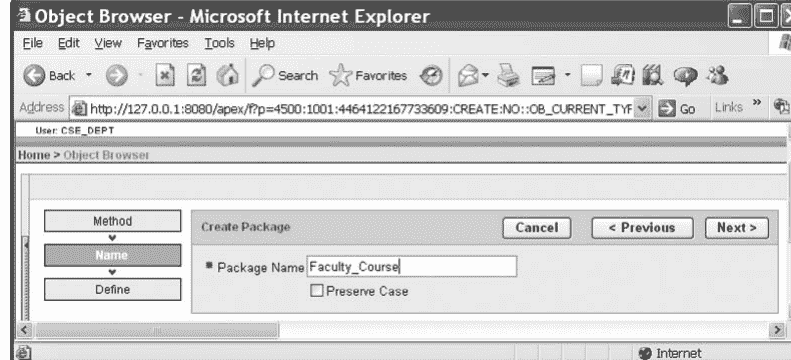 Object Browser - Microsoft Internet Explorer
File Edit View Favorites Tools Help
Back Search Favorites
Address http://127.0.0.1:8080/apex/f?p=4500:1001:4464122167733609:CREATE:NO::OB_CURRENT_TYF Go Links »
User: CSE_DEPT
Home > Object Browser
Method
Create Package Cancel < Previous Next >
Name
Package Name Faculty_Course
Define
Preserve Case
Internet